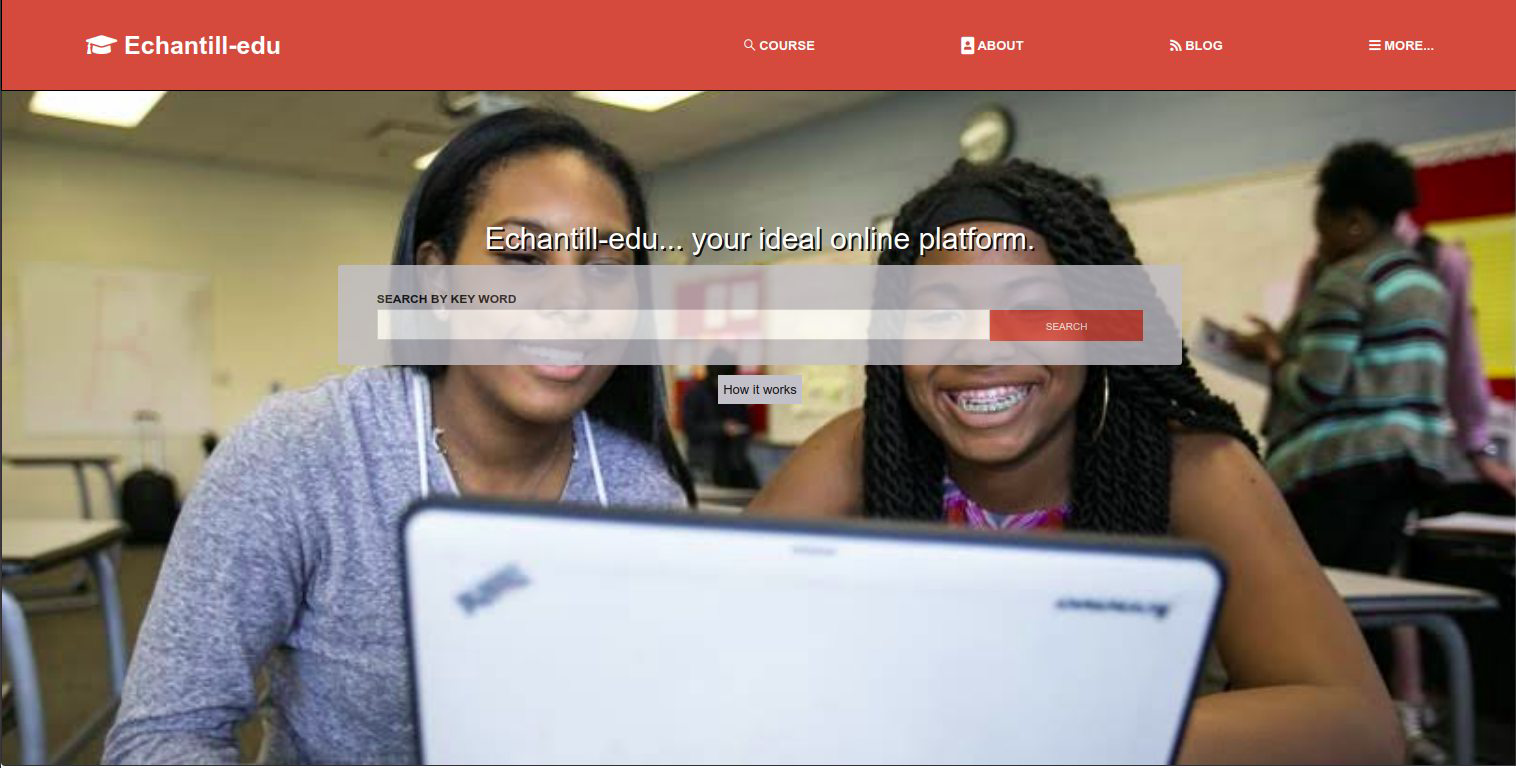 Echantill-edu
COURSE
ABOUT
BLOG
MORE...
Echantill-edu... your ideal online platform.
SEARCH BY KEY WORD
SEARCH
How it works